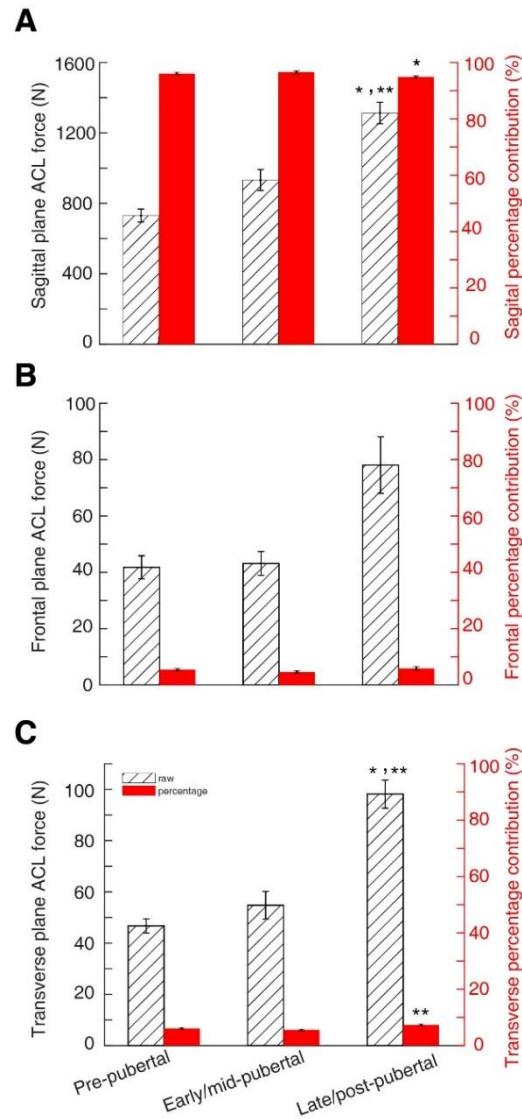 A
Sagittal plane ACL force (N)
1600
1200
800
400
0
* , **
*
100
80
60
40
20
0
Sagital percentage contribution (%)
B
Frontal plane ACL force (N)
100
80
60
40
20
0
100
80
60
40
20
0
Frontal percentage contribution (%)
C
Transverse plane ACL force (N)
100
80
60
40
20
0
raw
percentage
* , **
**
100
80
60
40
20
0
Transverse percentage contribution (%)
Pre-pubertal
Early/mid-pubertal
Late/post-pubertal